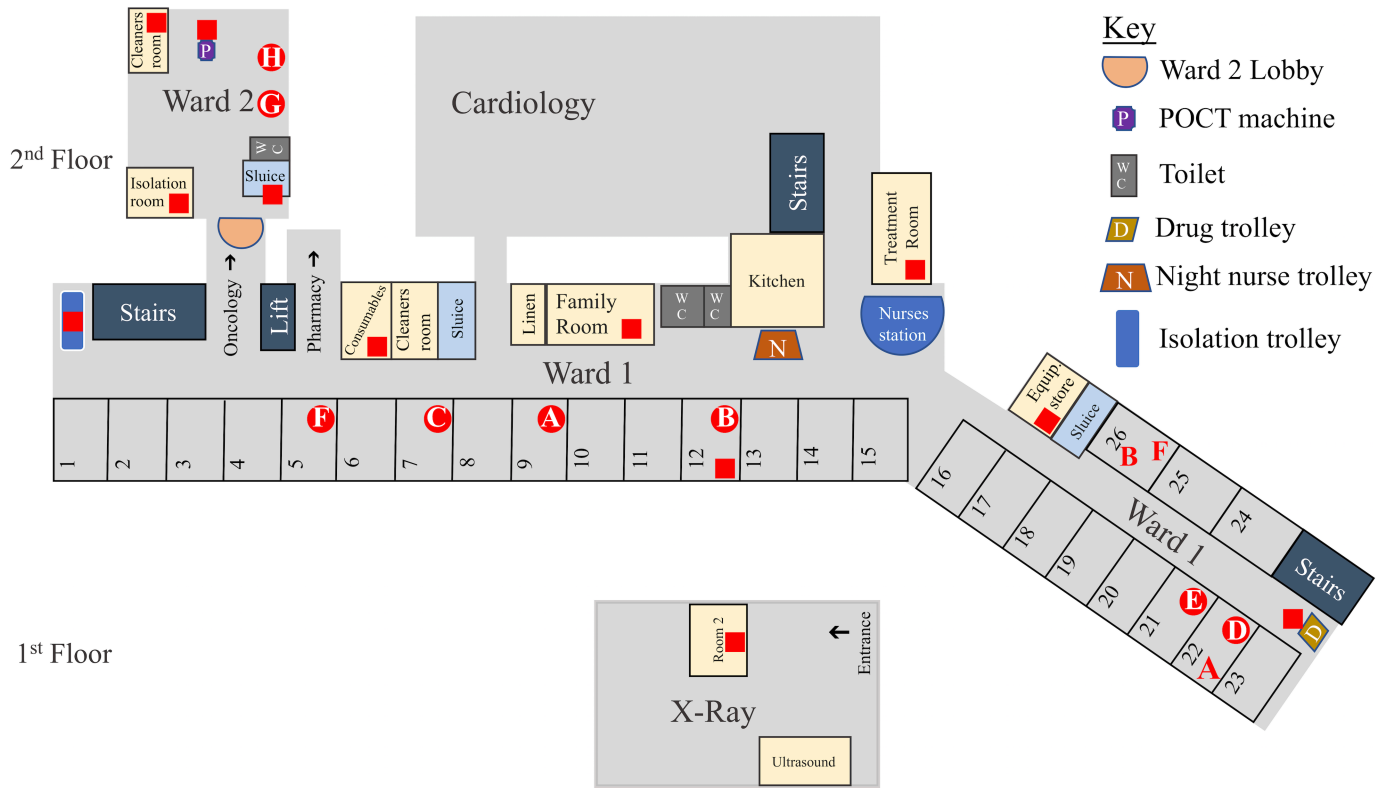 Cleaners
room
P
H
Ward 2
G
W
C
Sluice
Isolation
room
2nd Floor
Cardiology
Stairs
Kitchen
Treatment
Room
Nurses
station
Key
Ward 2 Lobby
P
POCT machine
W
C
Toilet
D
Drug trolley
N
Night nurse trolley
Isolation trolley
Stairs
Oncology →
Lift
Pharmacy →
Consumables
Cleaners
room
Sluice
Linen
Family
Room
W
C
W
C
N
Ward 1
F
C
A
B
1
2
3
4
5
6
7
8
9
10
11
12
13
14
15
Equip.
store
Sluice
26
B
F
25
24
Stairs
Ward 1
16
17
18
19
20
21
22
23
E
D
A
D
1st Floor
Room 2
← Entrance
X-Ray
Ultrasound